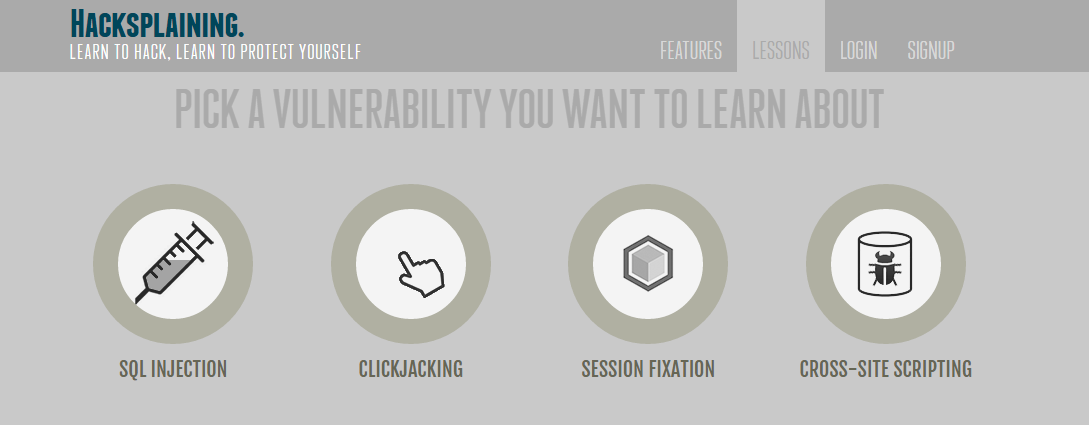 HACKSPLAINING.
LEARN TO HACK, LEARN TO PROTECT YOURSELF
FEATURES LESSONS LOGIN SIGNUP
PICK A VULNERABILITY YOU WANT TO LEARN ABOUT
SQL INJECTION CLICKJACKING SESSION FIXATION CROSS-SITE SCRIPTING